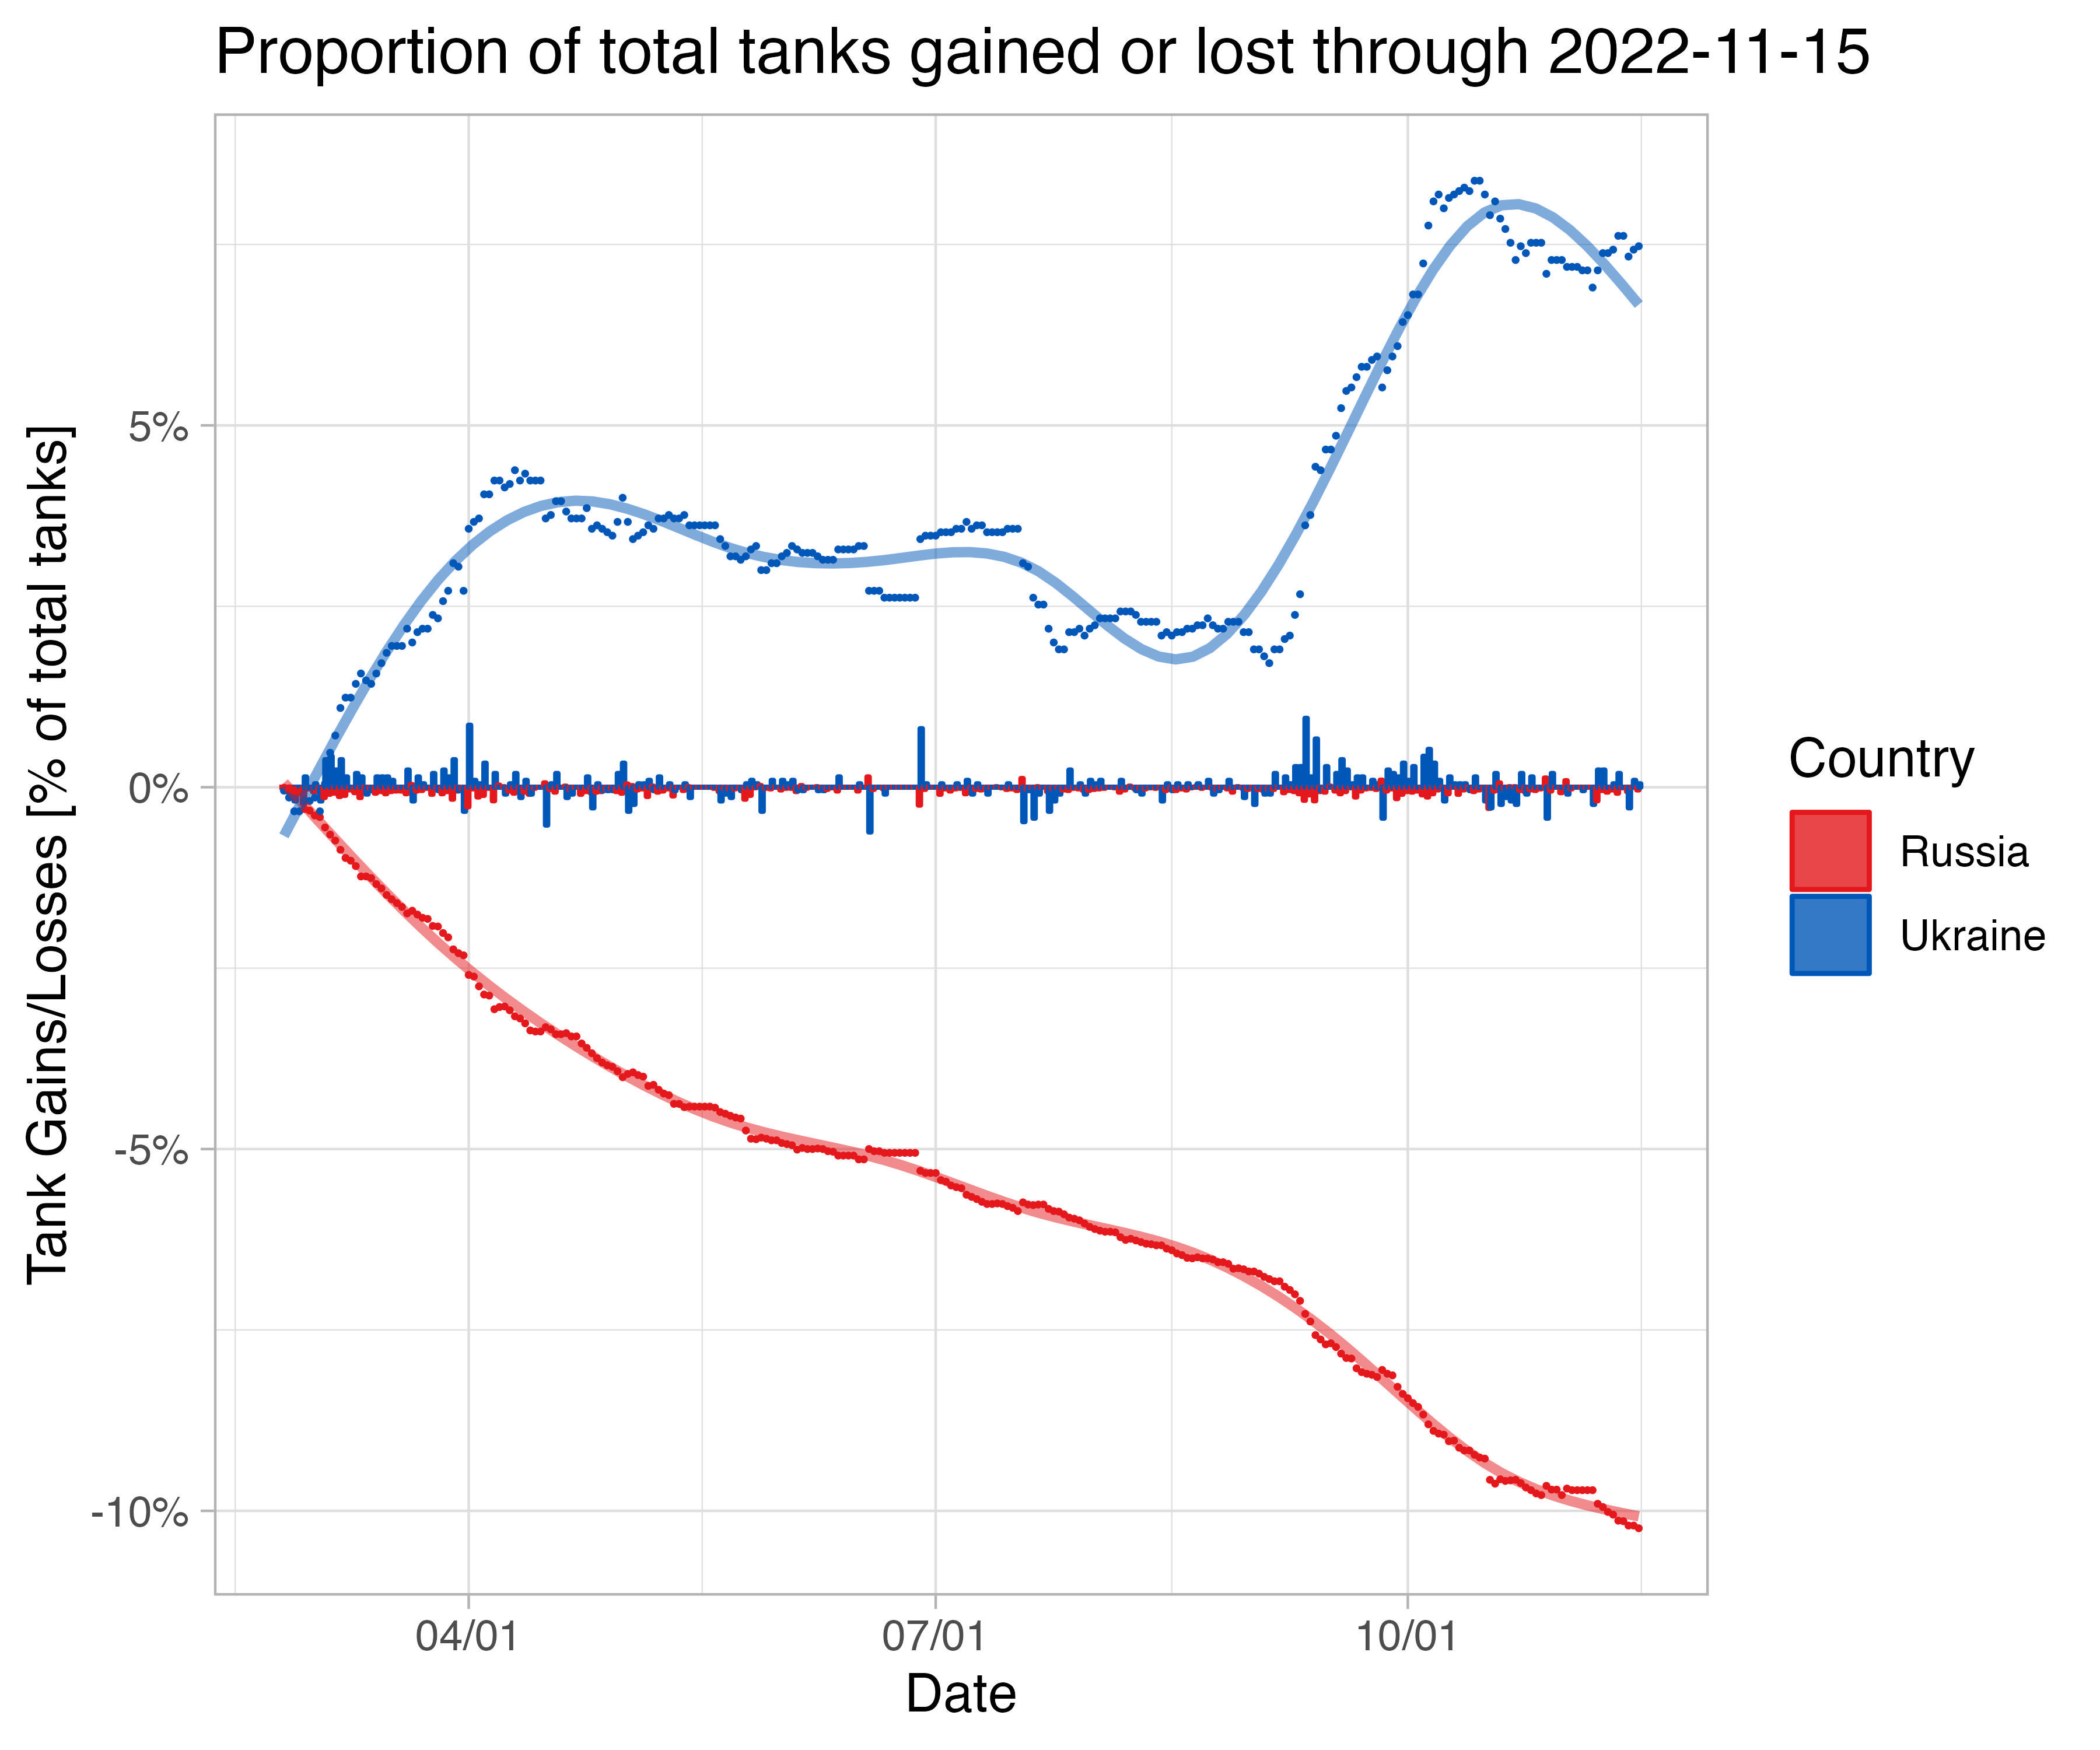 Proportion of total tanks gained or lost through 2022-11-15
Tank Gains/Losses [% of total tanks]
5%
0%
-5%
-10%
04/01
07/01
10/01
Date
Country
Russia
Ukraine